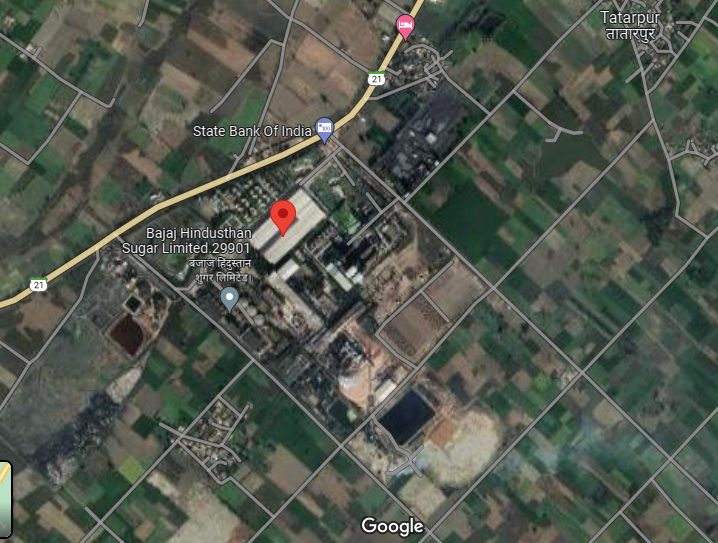 Tatarpur
तातारपुर
21
State Bank Of India
Bajaj Hindusthan
Sugar Limited.29901
बजाज हिंदुस्तान
शुगर लिमिटेड।
21
Google